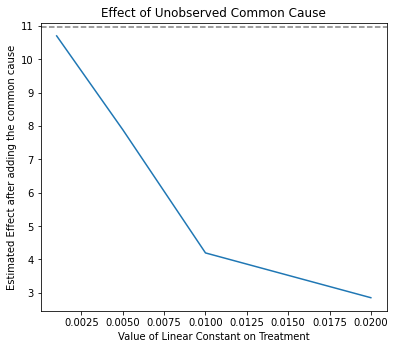 Effect of Unobserved Common Cause
Estimated Effect after adding the common cause
11
10
9
8
7
6
5
4
3
0.0025 0.0050 0.0075 0.0100 0.0125 0.0150 0.0175 0.0200
Value of Linear Constant on Treatment